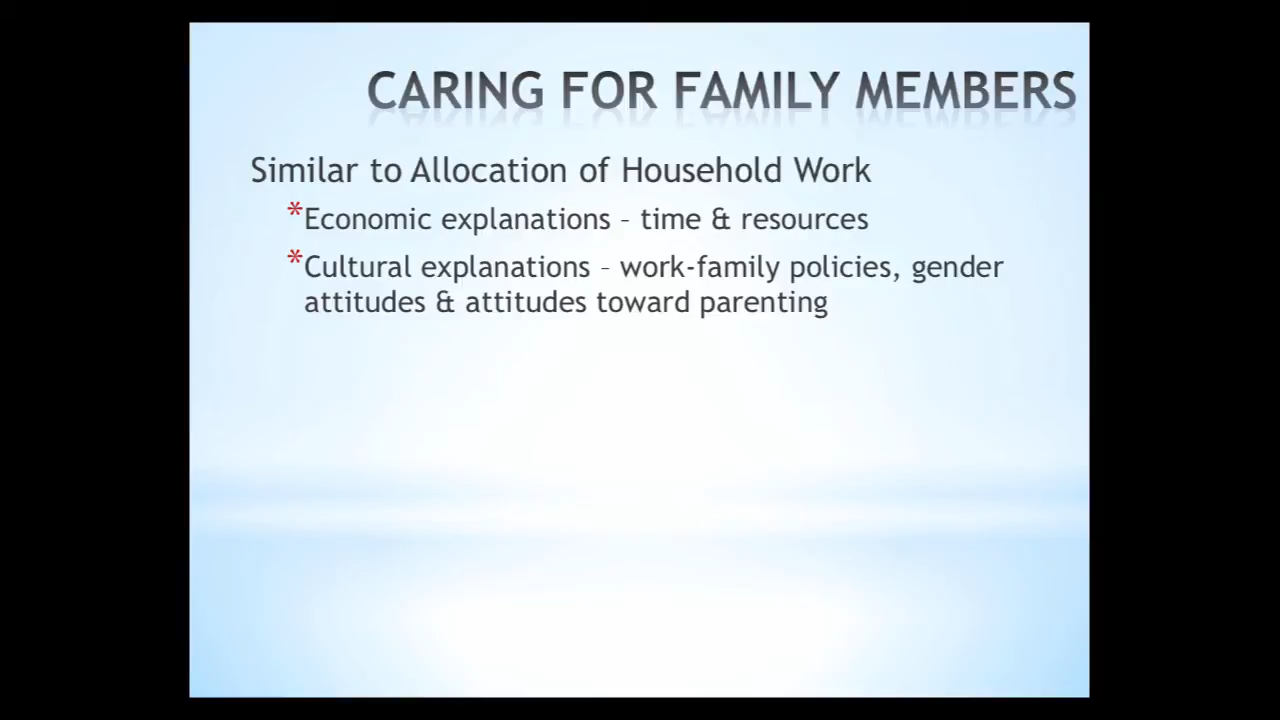 CARING FOR FAMILY MEMBERS
Similar to Allocation of Household Work
*Economic explanations – time & resources
*Cultural explanations – work-family policies, gender
attitudes & attitudes toward parenting